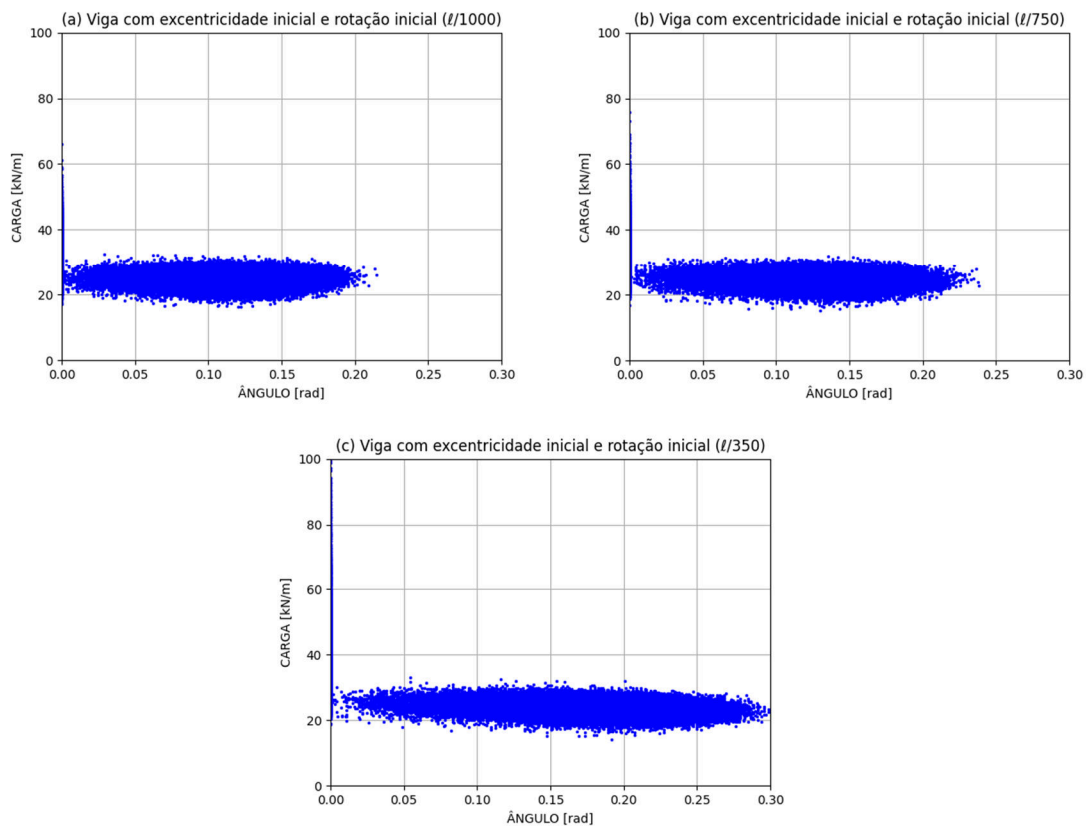 (a) Viga com excentricidade inicial e rotação inicial (ℓ/1000)
100
80
60
40
20
0
CARGA [kN/m]
0.00 0.05 0.10 0.15 0.20 0.25 0.30
ÂNGULO [rad]
(b) Viga com excentricidade inicial e rotação inicial (ℓ/750)
100
80
60
40
20
0
CARGA [kN/m]
0.00 0.05 0.10 0.15 0.20 0.25 0.30
ÂNGULO [rad]
(c) Viga com excentricidade inicial e rotação inicial (ℓ/350)
100
80
60
40
20
0
CARGA [kN/m]
0.00 0.05 0.10 0.15 0.20 0.25 0.30
ÂNGULO [rad]